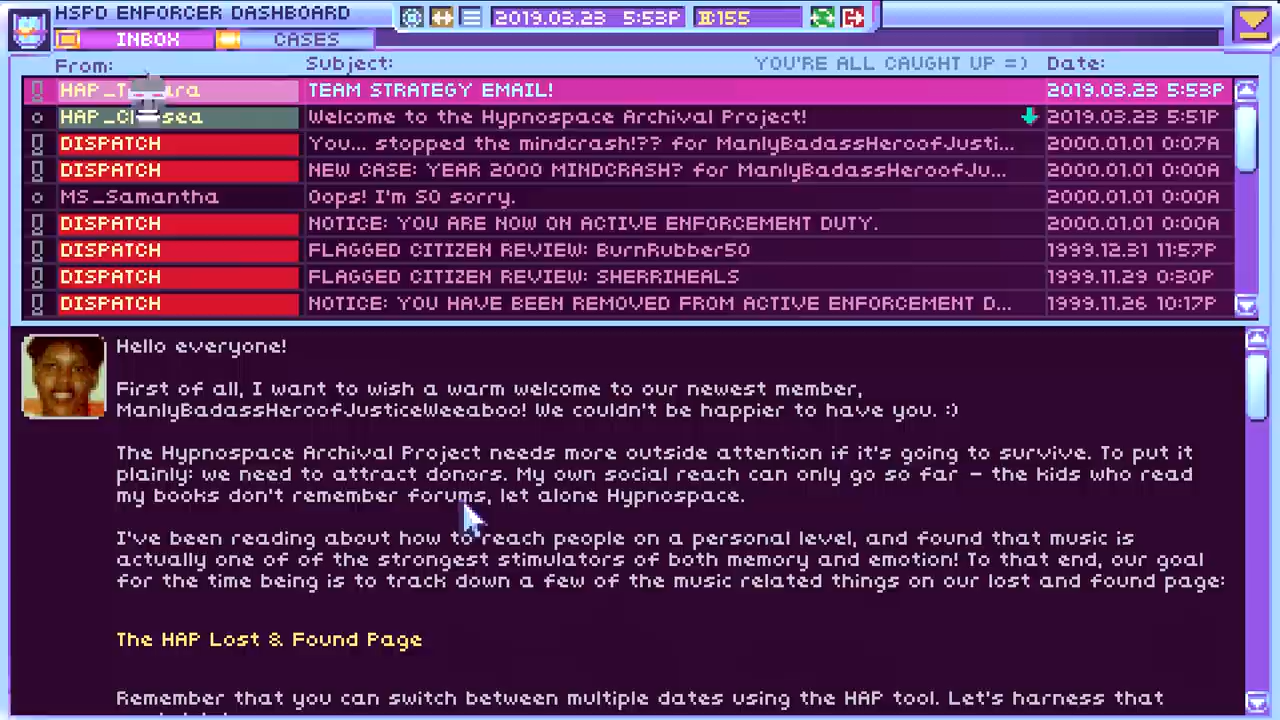 HSPD ENFORCER DASHBOARD
2019.03.23 5:53P
155
INBOX
CASES
From:
Subject:
YOU'RE ALL CAUGHT UP =)
Date:
TEAM STRATEGY EMAIL!
2019.03.23 5:53P
Welcome to the Hypnospace Archival Project!
2019.03.23 5:51P
DISPATCH
You... stopped the mindcrash!?? for ManlyBadassHeroofJusti...
2000.01.01 0:07A
DISPATCH
NEW CASE: YEAR 2000 MINDCRASH? for ManlyBadassHeroofJu...
2000.01.01 0:00A
MS_Samantha
Oops! I'm SO sorry.
2000.01.01 0:00A
DISPATCH
NOTICE: YOU ARE NOW ON ACTIVE ENFORCEMENT DUTY.
2000.01.01 0:00A
DISPATCH
FLAGGED CITIZEN REVIEW: BurnRubber50
1999.12.31 11:57P
DISPATCH
FLAGGED CITIZEN REVIEW: SHERRIHEALS
1999.11.29 0:30P
DISPATCH
NOTICE: YOU HAVE BEEN REMOVED FROM ACTIVE ENFORCEMENT D...
1999.11.26 10:17P
Hello everyone!
First of all, I want to wish a warm welcome to our newest member,
ManlyBadassHeroofJusticeWeeaboo! We couldn't be happier to have you. :)
The Hypnospace Archival Project needs more outside attention if it's going to survive. To put it
plainly: we need to attract donors. My own social reach can only go so far - the kids who read
my books don't remember forums, let alone Hypnospace.
I've been reading about how to reach people on a personal level, and found that music is
actually one of of the strongest stimulators of both memory and emotion! To that end, our goal
for the time being is to track down a few of the music related things on our lost and found page:
The HAP Lost & Found Page
Remember that you can switch between multiple dates using the HAP tool. Let's harness that